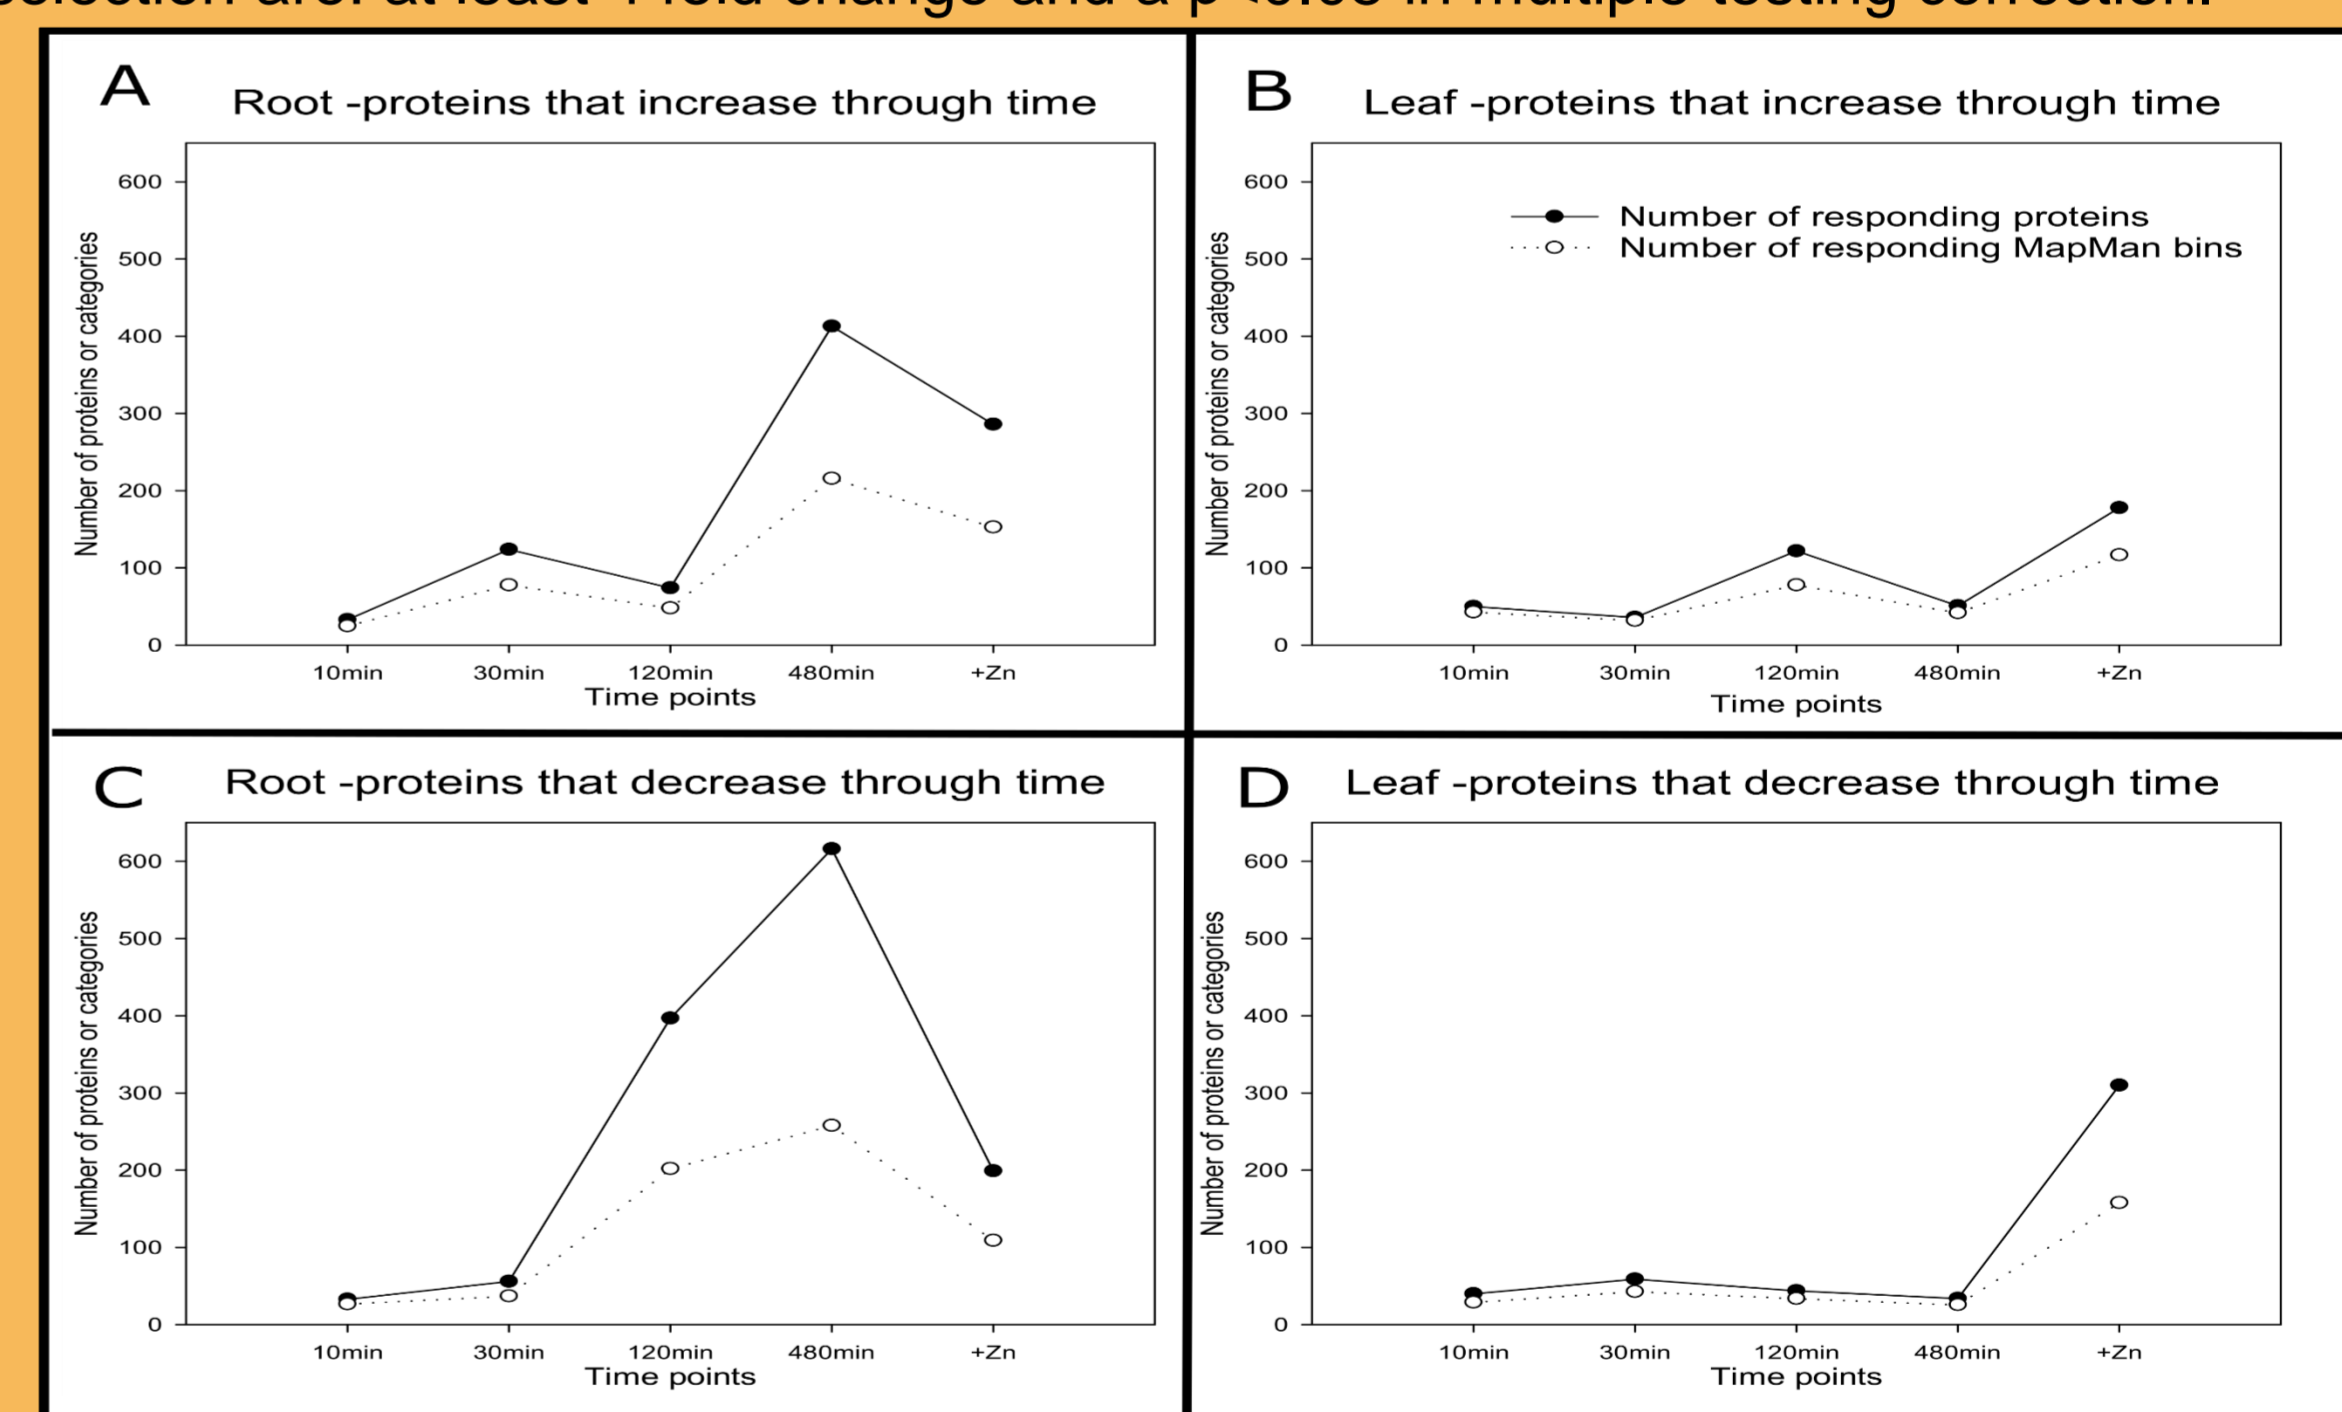 selection are: at least
A
Root -proteins that increase through time
Number of proteins or categories
600
500
400
300
200
100
0
10min 30min 120min 480min +Zn
Time points
B
Leaf -proteins that increase through time
Number of responding proteins
Number of responding MapMan bins
Number of proteins or categories
600
500
400
300
200
100
0
10min 30min 120min 480min +Zn
Time points
C
Root -proteins that decrease through time
Number of proteins or categories
600
500
400
300
200
100
0
10min 30min 120min 480min +Zn
Time points
D
Leaf -proteins that decrease through time
Number of proteins or categories
600
500
400
300
200
100
0
10min 30min 120min 480min +Zn
Time points